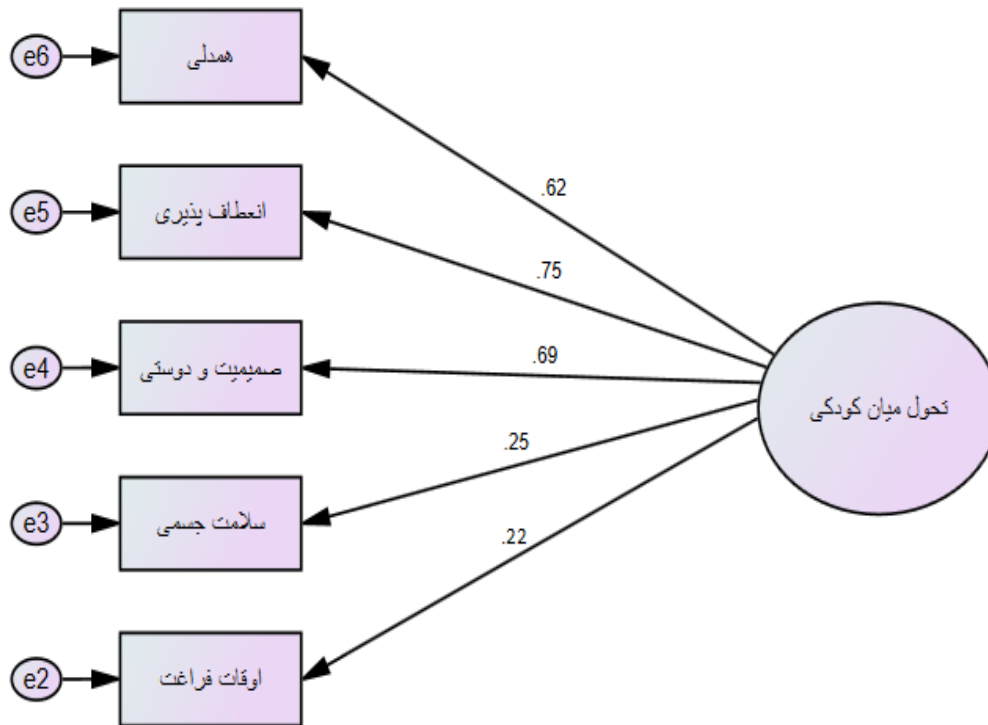 e6
همدلی
.62
e5
انعطاف پذیری
.75
e4
صمیمیت و دوستی
.69
تحول میان کودکی
e3
سلامت جسمی
.25
e2
اوقات فراغت
.22